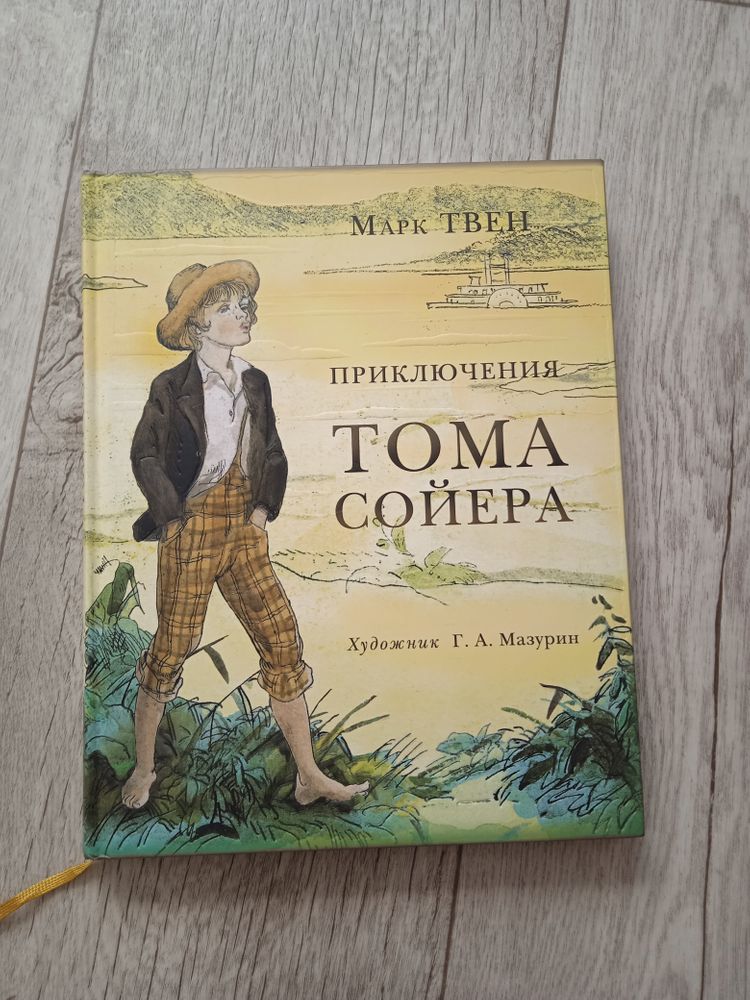 Марк ТВЕН
ПРИКЛЮЧЕНИЯ
ТОМА
СОЙЕРА
Художник Г. А. Мазурин